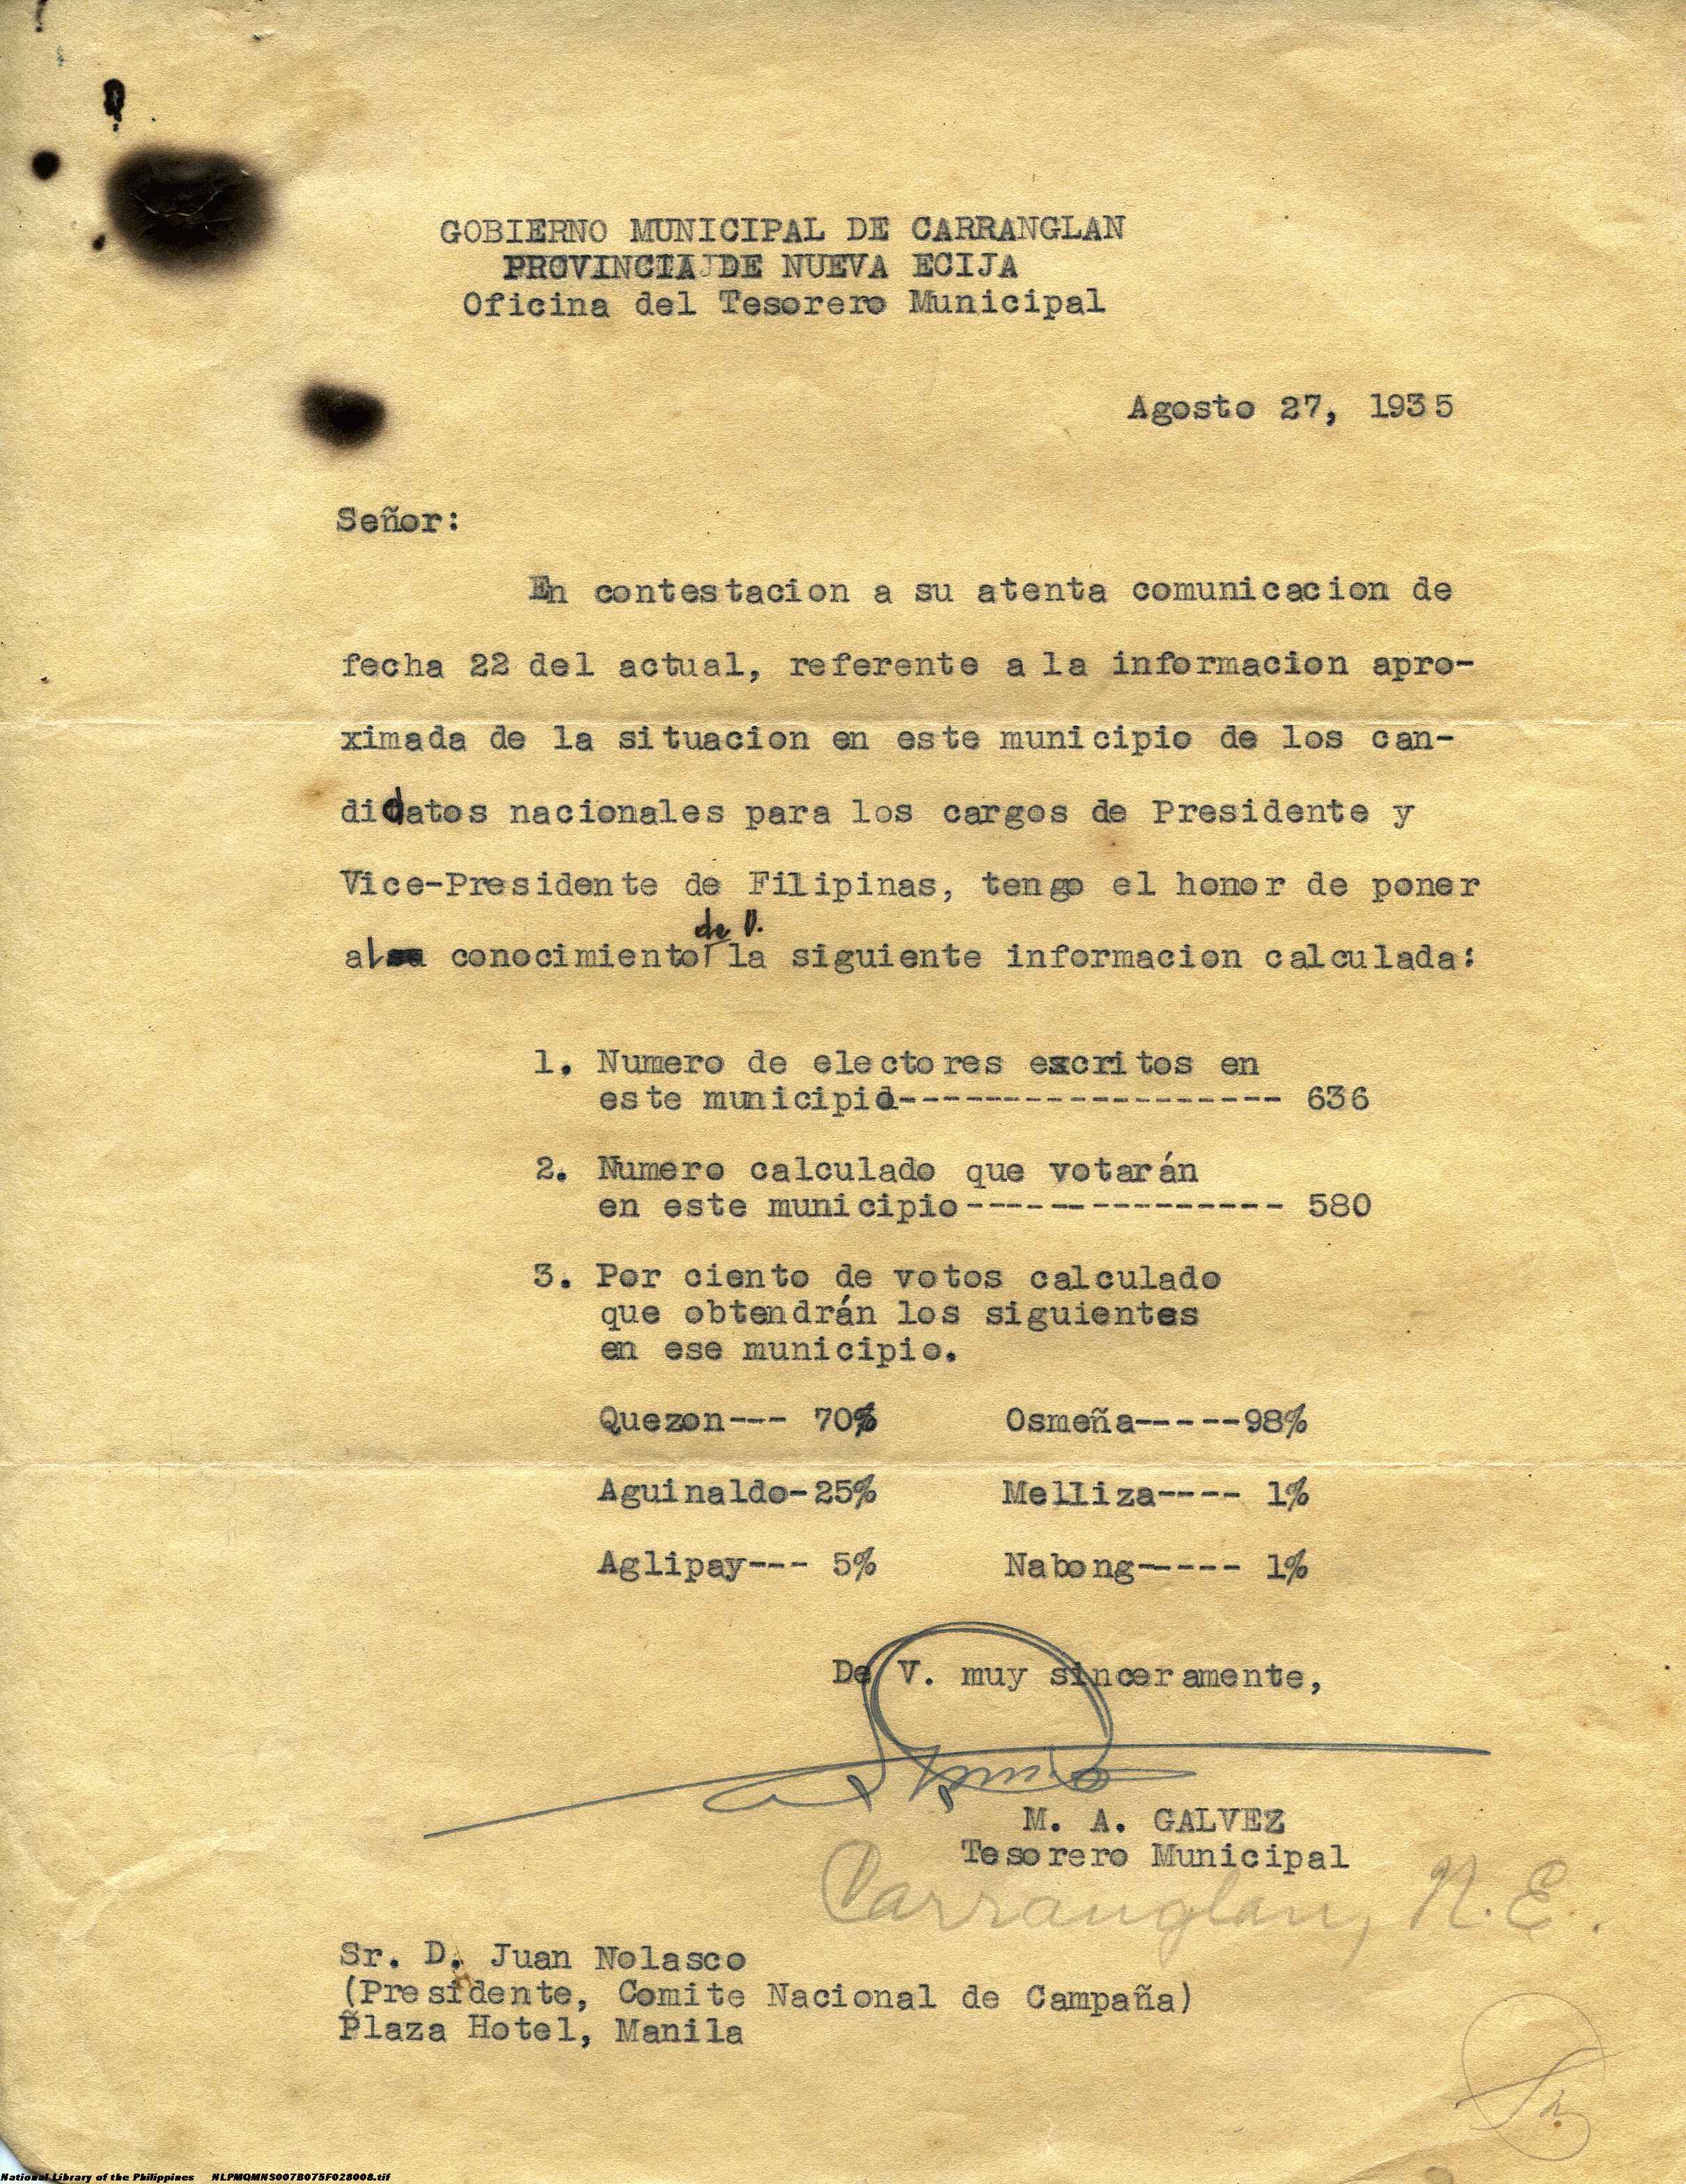 GOBIERNO MUNICIPAL DE CARRANGLAN
PROVINCIA DE NUEVA ECIJA
Oficina del Tesorero Municipal
Agosto 27, 1935
Señor:
En contestacion a su atenta comunicacion de
fecha 22 del actual, referente a la informacion apro-
ximada de la situacion en este municipio de los can-
didatos nacionales para los cargos de Presidente y
Vice-Presidente de Filipinas, tengo el honor de poner
de V.
al conocimiento la siguiente informacion calculada:
1. Numero de electores escritos en
este municipio------------------ 636
2. Numero calculado que votarán
en este municipio--------------- 580
3. Por ciento de votos calculado
que obtendrán los siguientes
en ese municipio.
Quezon--- 70% Osmeña-----98%
Aguinaldo-25% Melliza---- 1%
Aglipay--- 5% Nabong----- 1%
De V. muy sinceramente,
M. A. GALVEZ
Tesorero Municipal
Carranglan, N.E.
Sr. D. Juan Nolasco
(Presidente, Comite Nacional de Campaña)
Plaza Hotel, Manila
National Library of the Philippines NLPMQMNS007B075F028008.tif